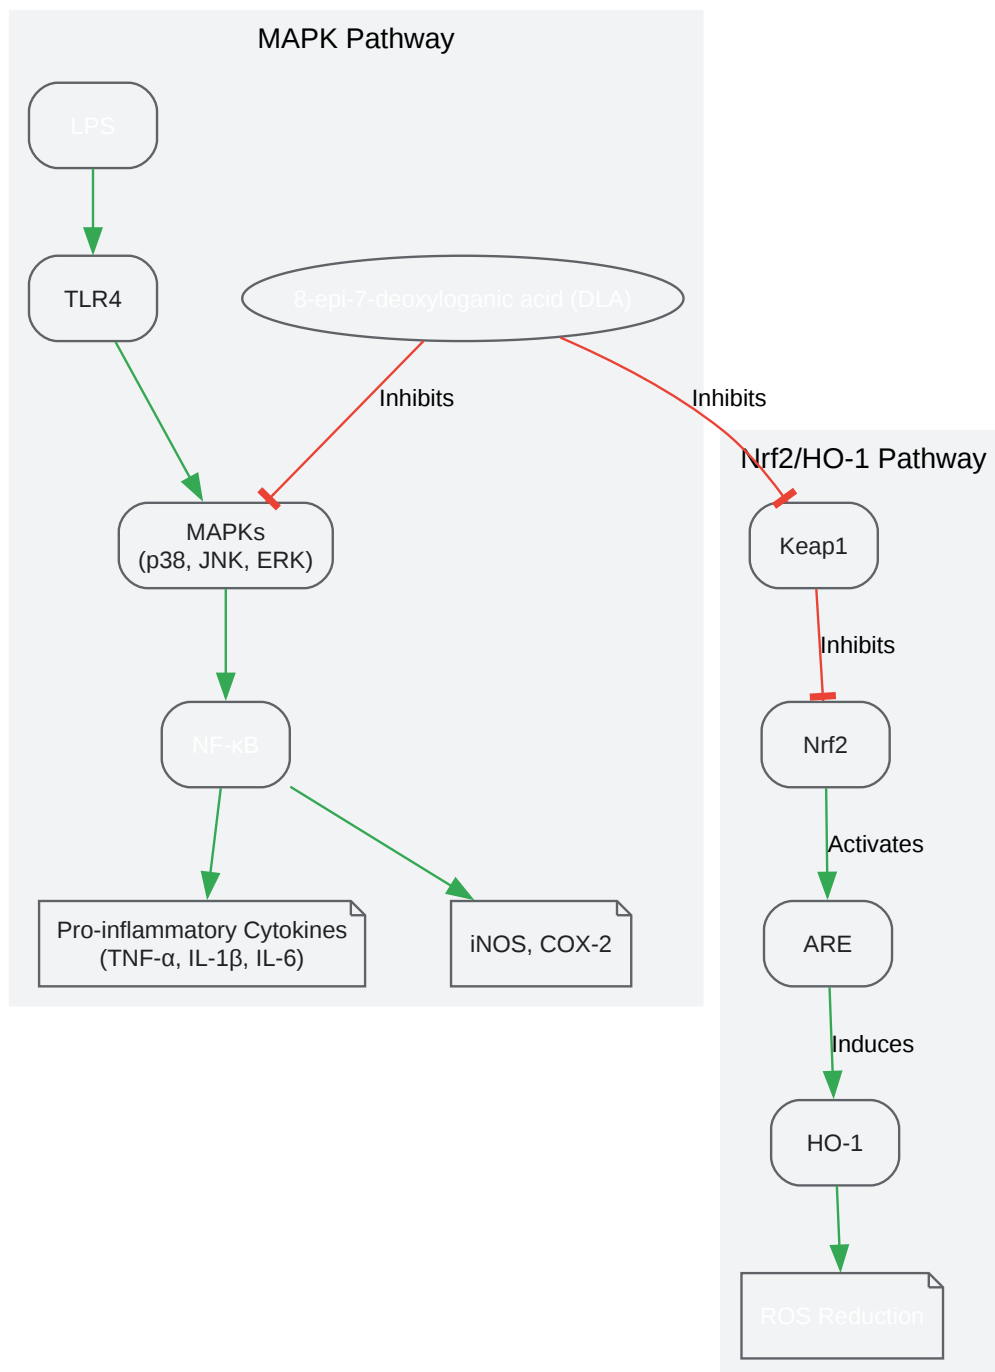 MAPK Pathway
LPS
TLR4
8-epi-7-deoxyloganic acid (DLA)
Inhibits
Inhibits
MAPKs
(p38, JNK, ERK)
NF-κB
Pro-inflammatory Cytokines
(TNF-α, IL-1β, IL-6)
iNOS, COX-2
Nrf2/HO-1 Pathway
Keap1
Inhibits
Nrf2
Activates
ARE
Induces
HO-1
ROS Reduction